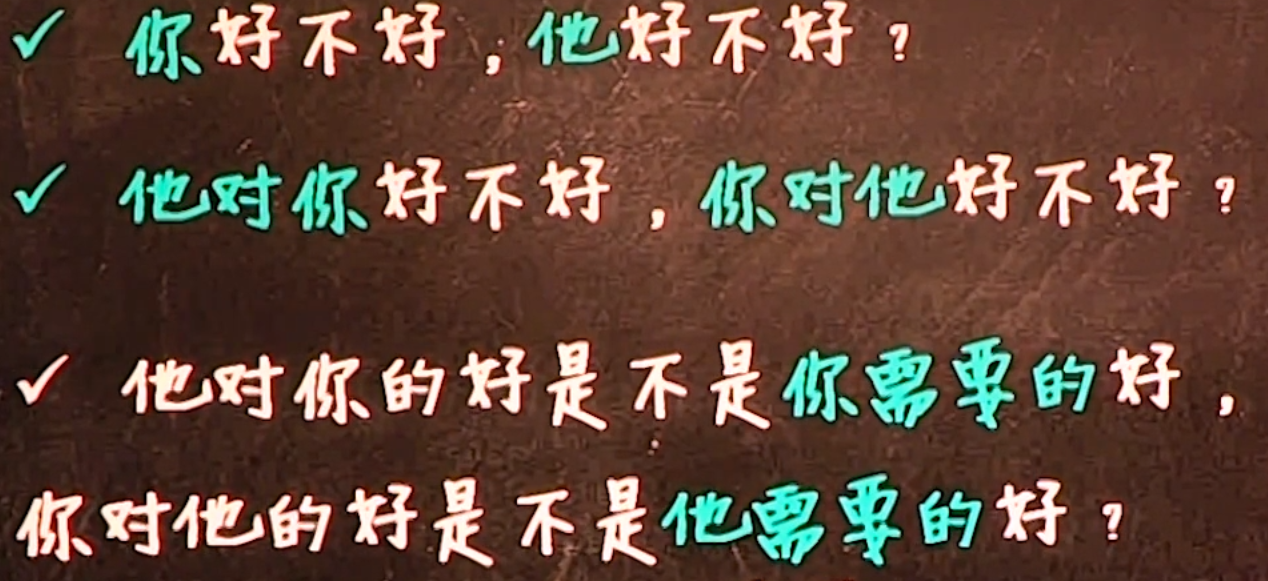 ✓ 你好不好，他好不好？
✓ 他对你好不好，你对他好不好？
✓ 他对你的好是不是你需要的好，
你对他的好是不是他需要的好？